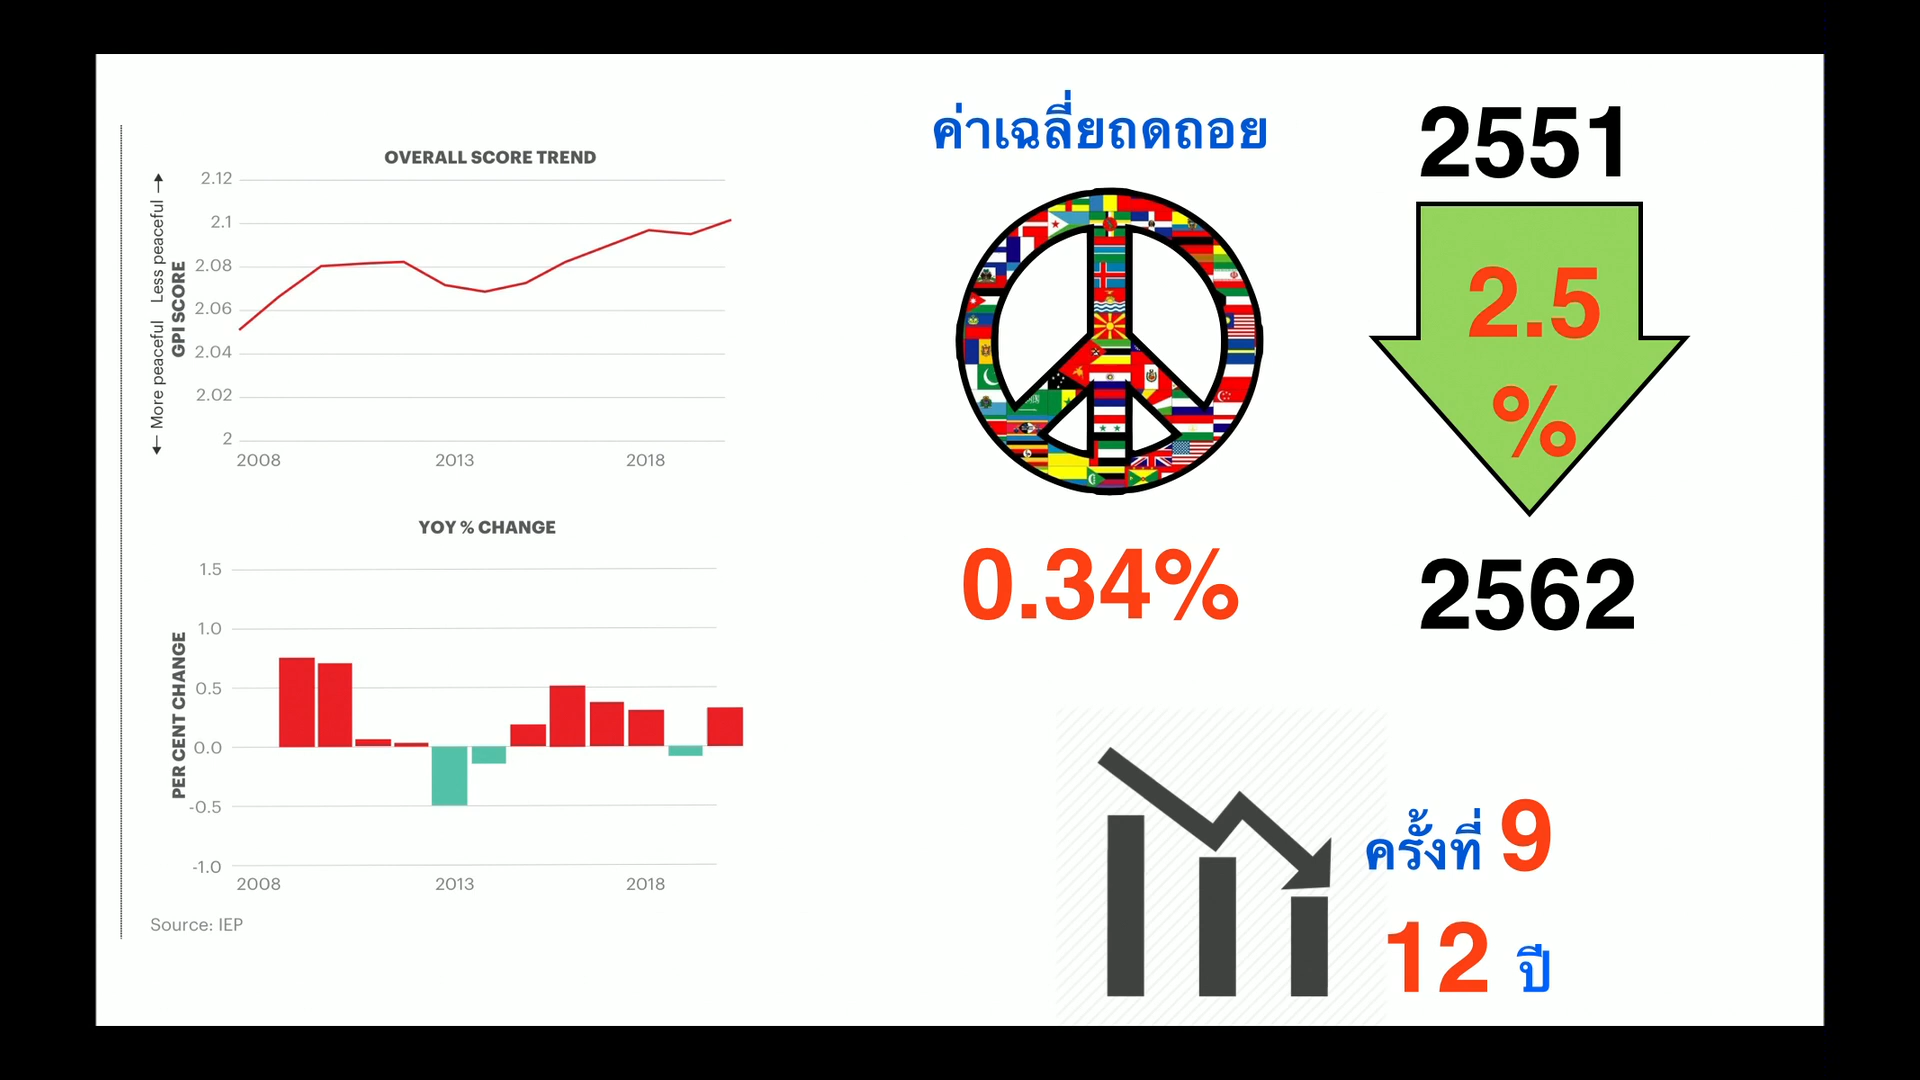 OVERALL SCORE TREND
← More peaceful Less peaceful →
GPI SCORE
2.12
2.1
2.08
2.06
2.04
2.02
2
2008 2013 2018
YOY % CHANGE
PER CENT CHANGE
1.5
1.0
0.5
0.0
-0.5
-1.0
2008 2013 2018
Source: IEP
ค่าเฉลี่ยถดถอย
0.34%
2551
2.5
%
2562
ครั้งที่ 9
12 ปี